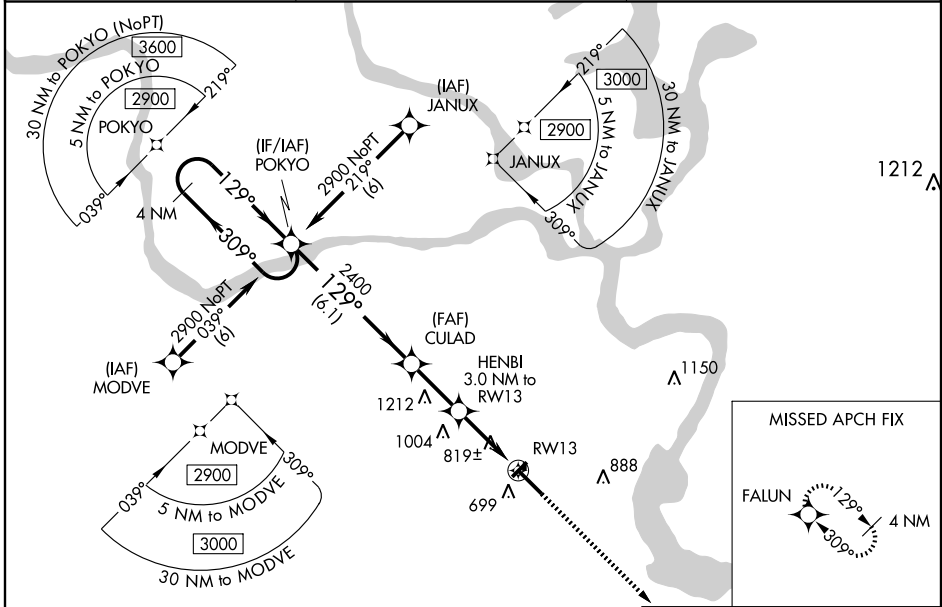 30 NM to POKYO (NoPT)
3600
5 NM to POKYO
2900
219°
POKYO
039°
(IF/IAF)
POKYO
(IAF)
JANUX
2900 NoPT
219°
(6)
129°
4 NM
309°
2900 NoPT
039°
(6)
(IAF)
MODVE
219°
3000
5 NM to JANUX
2900
30 NM to JANUX
JANUX
309°
1212
2400
129°
(6.1)
(FAF)
CULAD
HENBI
3.0 NM to
RW13
1212
1004
819±
RW13
699
888
1150
MODVE
039°
309°
2900
5 NM to MODVE
3000
30 NM to MODVE
MISSED APCH FIX
FALUN
129°
309°
4 NM